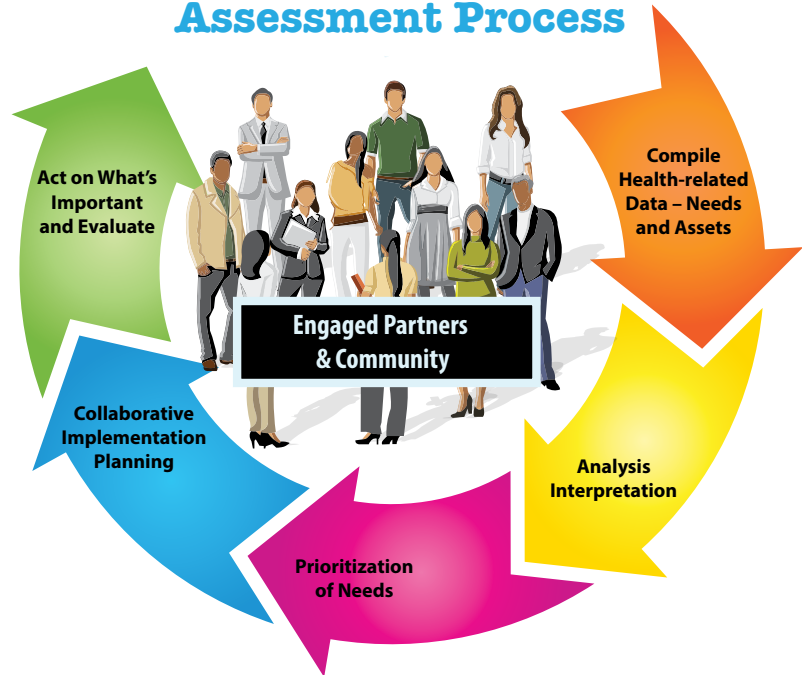 Assessment Process
Compile
Health-related
Data – Needs
and Assets
Analysis
Interpretation
Prioritization
of Needs
Collaborative
Implementation
Planning
Act on What's
Important
and Evaluate
Engaged Partners
& Community